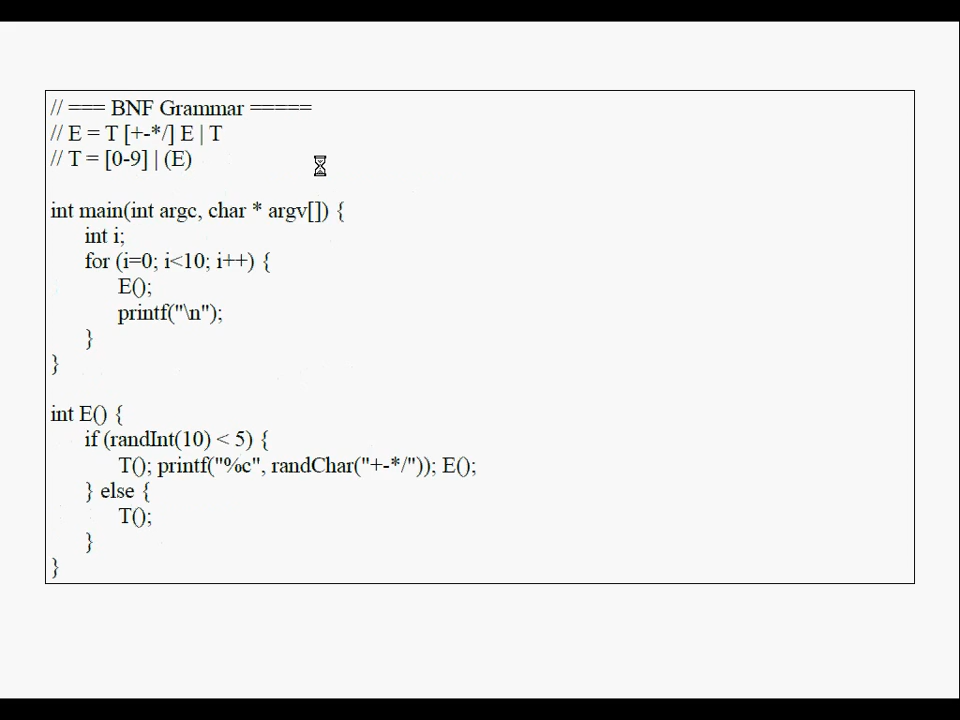 // === BNF Grammar =====
// E = T [+-*/] E | T
// T = [0-9] | (E)
int main(int argc, char * argv[]) {
int i;
for (i=0; i<10; i++) {
E();
printf("\n");
}
}
int E() {
if (randInt(10) < 5) {
T(); printf("%c", randChar("+-*/")); E();
} else {
T();
}
}